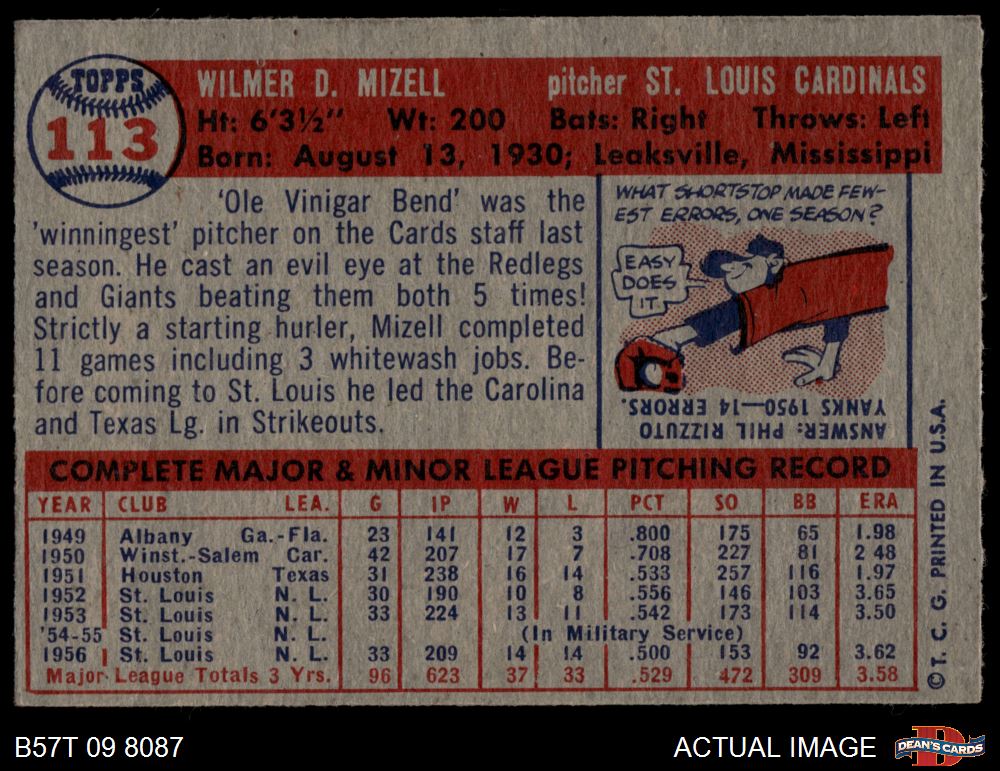 TOPPS
113
WILMER D. MIZELL pitcher ST. LOUIS CARDINALS
Ht: 6'3½" Wt: 200 Bats: Right Throws: Left
Born: August 13, 1930; Leaksville, Mississippi
'Ole Vinigar Bend' was the
'winningest' pitcher on the Cards staff last
season. He cast an evil eye at the Redlegs
and Giants beating them both 5 times!
Strictly a starting hurler, Mizell completed
11 games including 3 whitewash jobs. Be-
fore coming to St. Louis he led the Carolina
and Texas Lg. in Strikeouts.
WHAT SHORTSTOP MADE FEW-
EST ERRORS, ONE SEASON?
EASY
DOES
IT
ANSWER: PHIL RIZZUTO
YANKS 1950—14 ERRORS.
COMPLETE MAJOR & MINOR LEAGUE PITCHING RECORD
YEAR CLUB LEA. G IP W L PCT SO BB ERA
1949 Albany Ga.-Fla. 23 141 12 3 .800 175 65 1.98
1950 Winst.-Salem Car. 42 207 17 7 .708 227 81 2 48
1951 Houston Texas 31 238 16 14 .533 257 116 1.97
1952 St. Louis N. L. 30 190 10 8 .556 146 103 3.65
1953 St. Louis N. L. 33 224 13 11 .542 173 114 3.50
'54-55 St. Louis N. L. (In Military Service)
1956 St. Louis N. L. 33 209 14 14 .500 153 92 3.62
Major League Totals 3 Yrs. 96 623 37 33 .529 472 309 3.58
©T. C. G. PRINTED IN U.S.A.
B57T 09 8087
ACTUAL IMAGE
D
DEAN'S CARDS